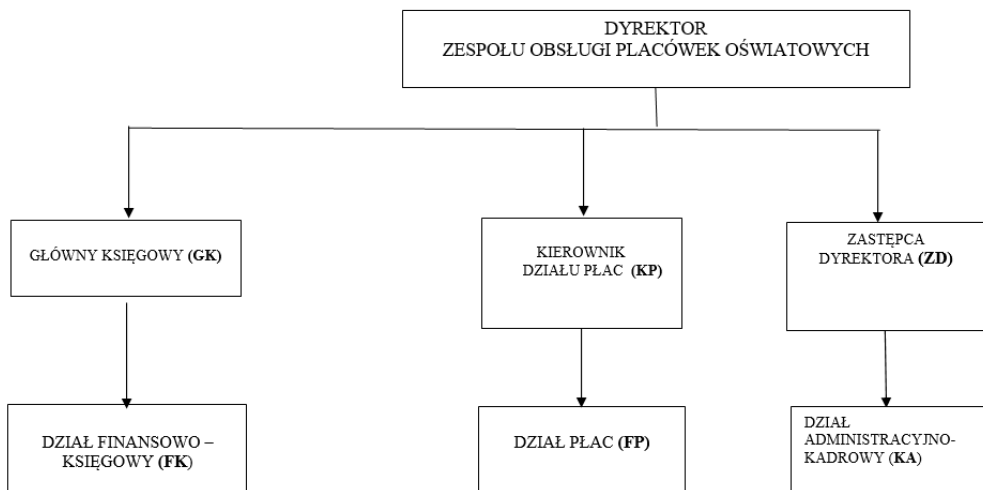 DYREKTOR
ZESPOŁU OBSŁUGI PLACÓWEK OŚWIATOWYCH
GŁÓWNY KSIĘGOWY (GK)
KIEROWNIK
DZIAŁU PŁAC (KP)
ZASTĘPCA
DYREKTORA (ZD)
DZIAŁ FINANSOWO –
KSIĘGOWY (FK)
DZIAŁ PŁAC (FP)
DZIAŁ
ADMINISTRACYJNO-
KADROWY (KA)